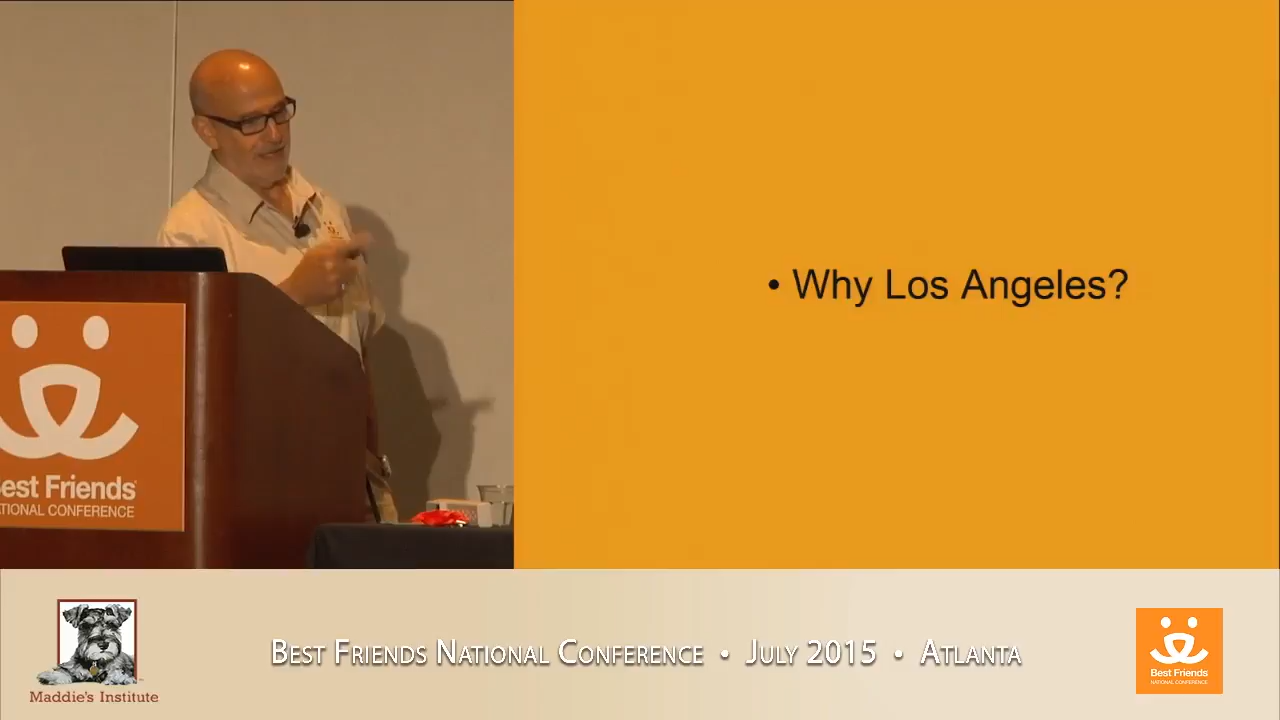 • Why Los Angeles?
est Friends
TIONAL CONFERENCE
Maddie's Institute
Best Friends National Conference • July 2015 • Atlanta
Best Friends
NATIONAL CONFERENCE